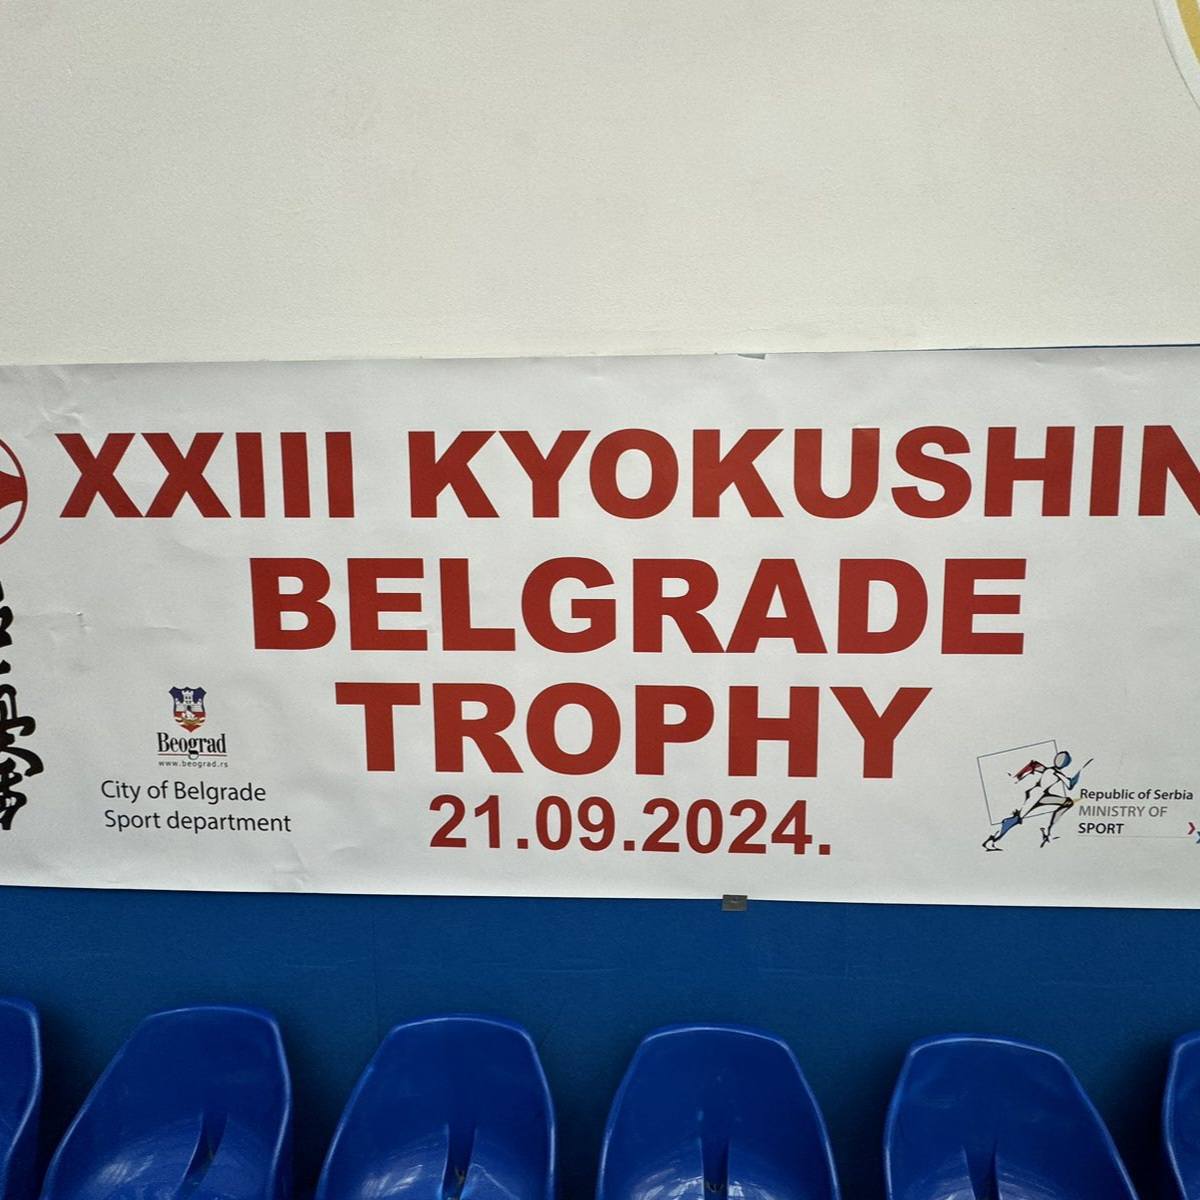 XXIII KYOKUSHIN
BELGRADE
TROPHY
21.09.2024.
Beograd
www.beograd.rs
City of Belgrade
Sport department
Republic of Serbia
MINISTRY OF
SPORT